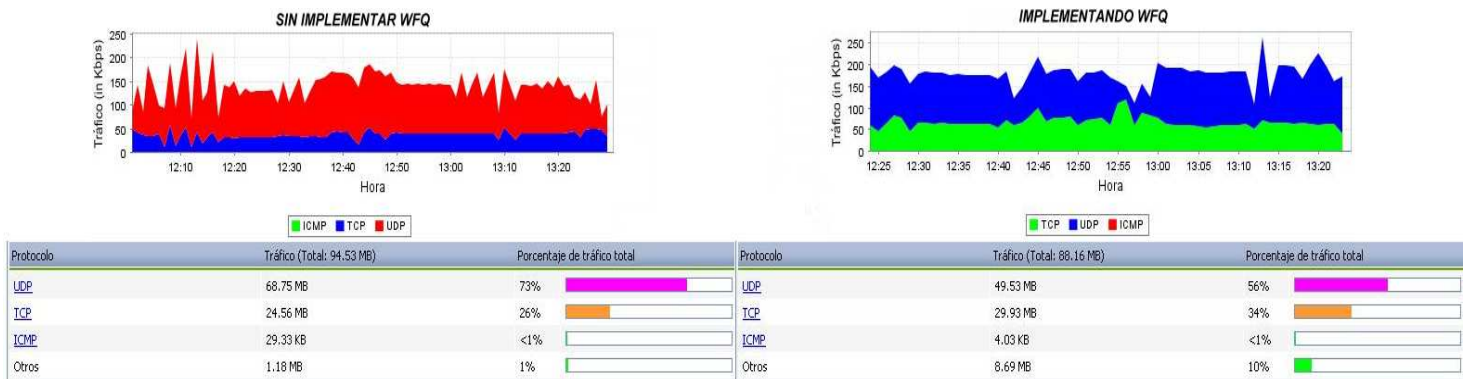 SIN IMPLEMENTAR WFQ
Tráfico (in Kbps)
250
200
150
100
50
0
12:10 12:20 12:30 12:40 12:50 13:00 13:10 13:20
Hora
ICMP TCP UDP
Protocolo Tráfico (Total: 94.53 MB) Porcentaje de tráfico total
UDP 68.75 MB 73%
TCP 24.56 MB 26%
ICMP 29.33 KB <1%
Otros 1.18 MB 1%
IMPLEMENTANDO WFQ
Tráfico (in Kbps)
250
200
150
100
50
0
12:25 12:30 12:35 12:40 12:45 12:50 12:55 13:00 13:05 13:10 13:15 13:20
Hora
TCP UDP ICMP
Protocolo Tráfico (Total: 88.16 MB) Porcentaje de tráfico total
UDP 49.53 MB 56%
TCP 29.93 MB 34%
ICMP 4.03 KB <1%
Otros 8.69 MB 10%